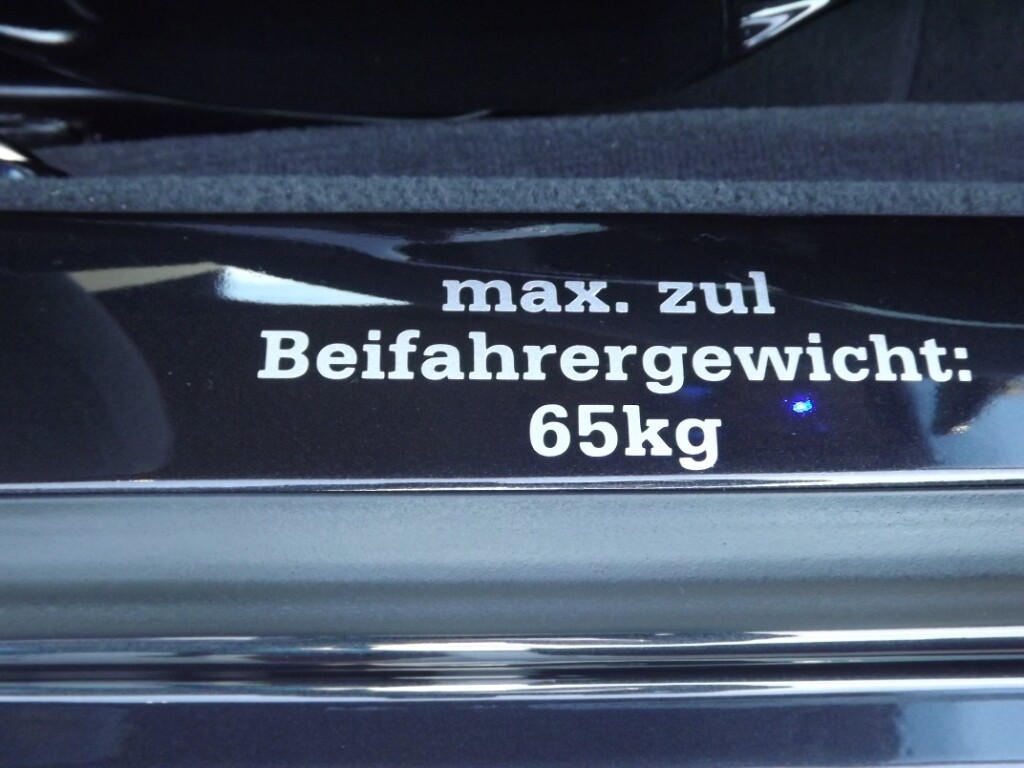 max. zul
Beifahrergewicht:
65kg